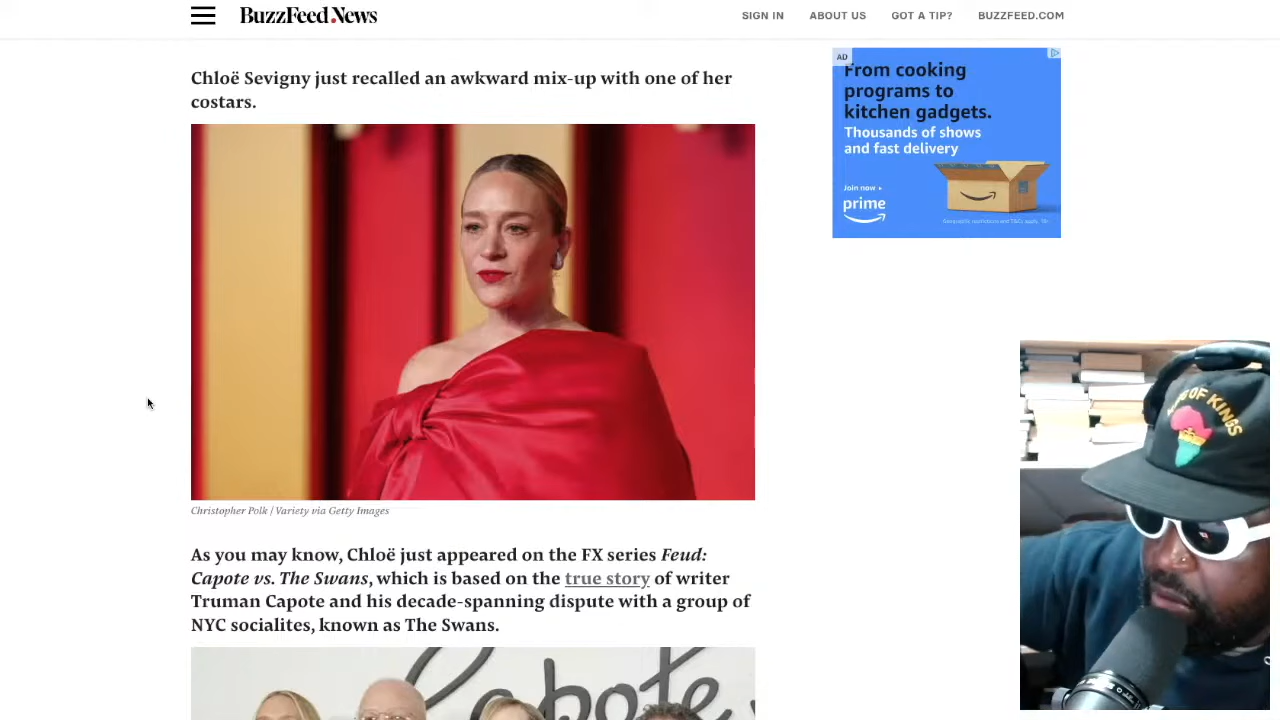 BuzzFeed News
SIGN IN
ABOUT US
GOT A TIP?
BUZZFEED.COM
Chloë Sevigny just recalled an awkward mix-up with one of her
costars.
Christopher Polk / Variety via Getty Images
As you may know, Chloë just appeared on the FX series Feud:
Capote vs. The Swans, which is based on the true story of writer
Truman Capote and his decade-spanning dispute with a group of
NYC socialites, known as The Swans.
Capote
AD
From cooking
programs to
kitchen gadgets.
Thousands of shows
and fast delivery
Join now
prime
OF KINGS